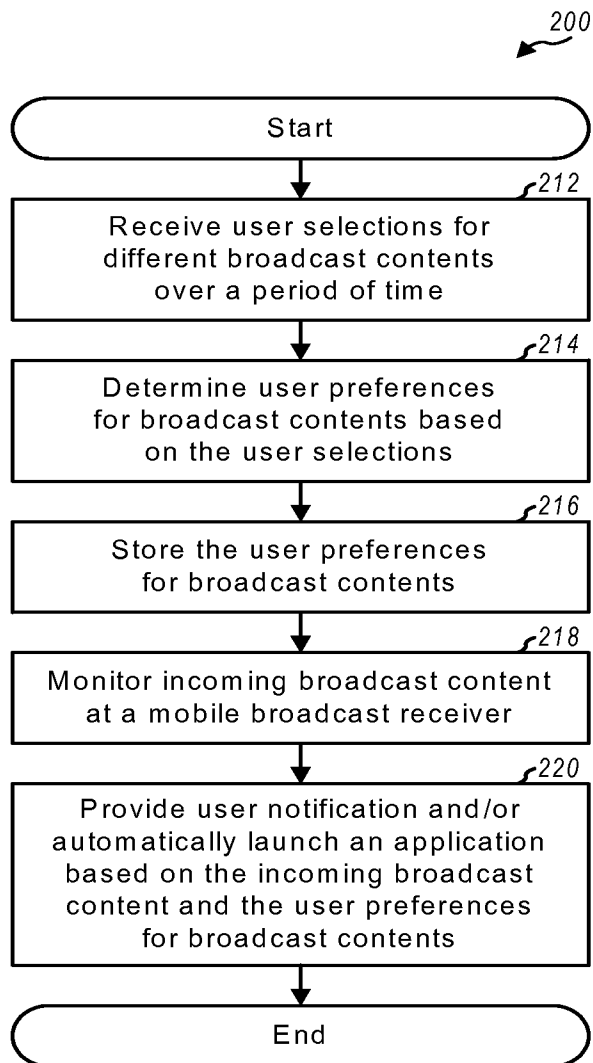 200
Start
212
Receive user selections for
different broadcast contents
over a period of time
214
Determine user preferences
for broadcast contents based
on the user selections
216
Store the user preferences
for broadcast contents
218
Monitor incoming broadcast content
at a mobile broadcast receiver
220
Provide user notification and/or
automatically launch an application
based on the incoming broadcast
content and the user preferences
for broadcast contents
End